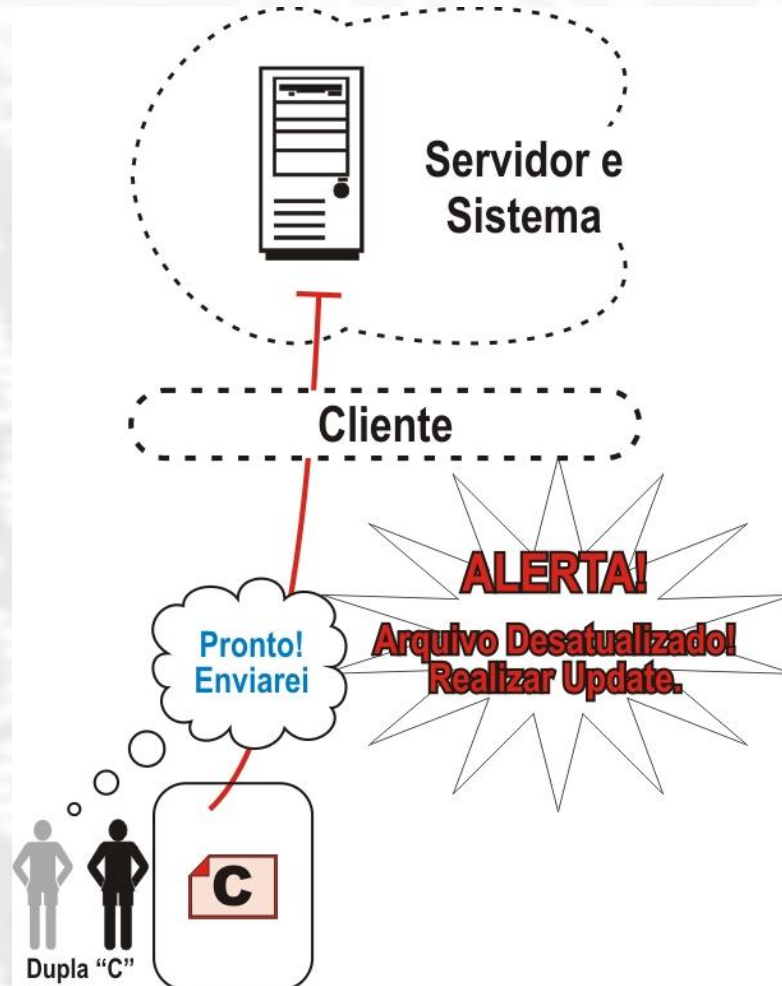 Servidor e
Sistema
Cliente
ALERTA!
Arquivo Desatualizado!
Realizar Update.
Pronto!
Enviarei
C
Dupla “C”